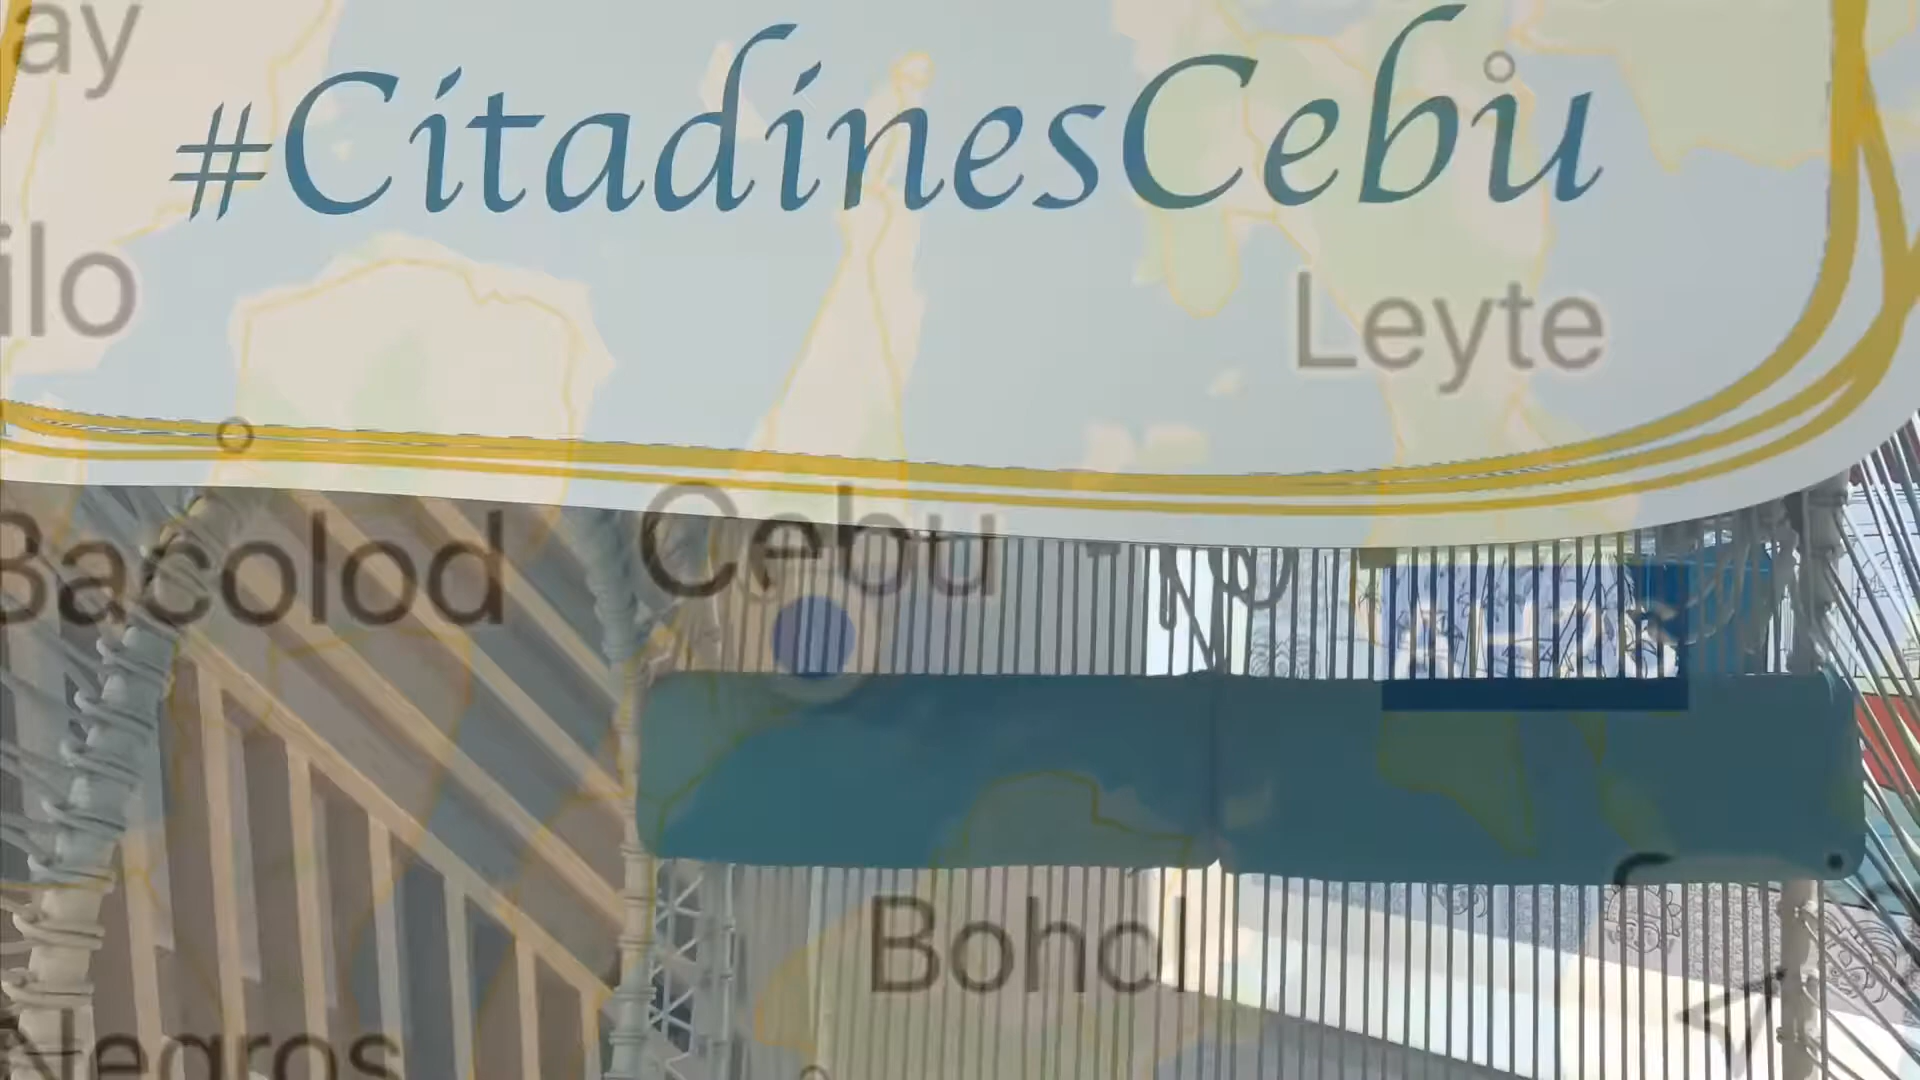 ay
#CitadinesCebu
ilo
Leyte
Cebu
Bacolod
Bohol
Negros